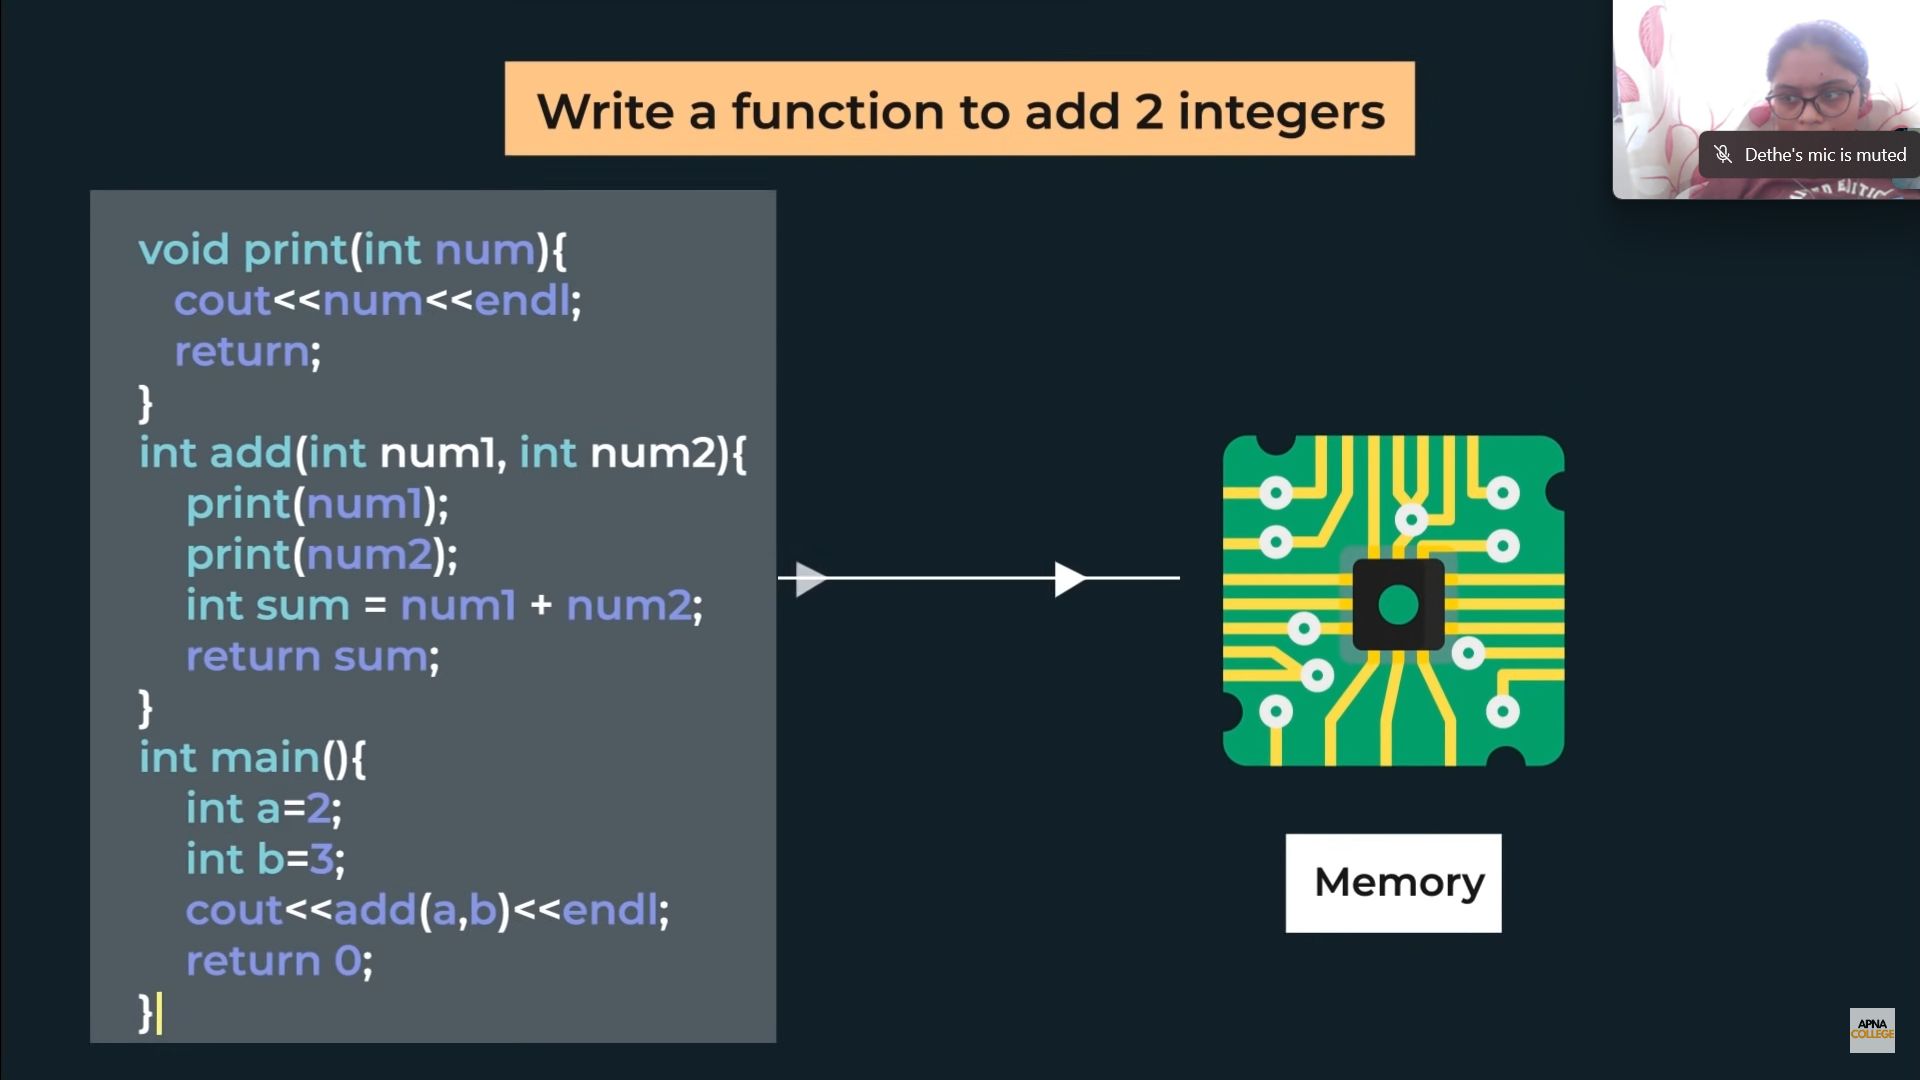 Write a function to add 2 integers
Dethe's mic is muted
void print(int num){
cout<<num<<endl;
return;
}
int add(int num1, int num2){
print(num1);
print(num2);
int sum = num1 + num2;
return sum;
}
int main(){
int a=2;
int b=3;
cout<<add(a,b)<<endl;
return 0;
}
Memory
APNA
COLLEGE